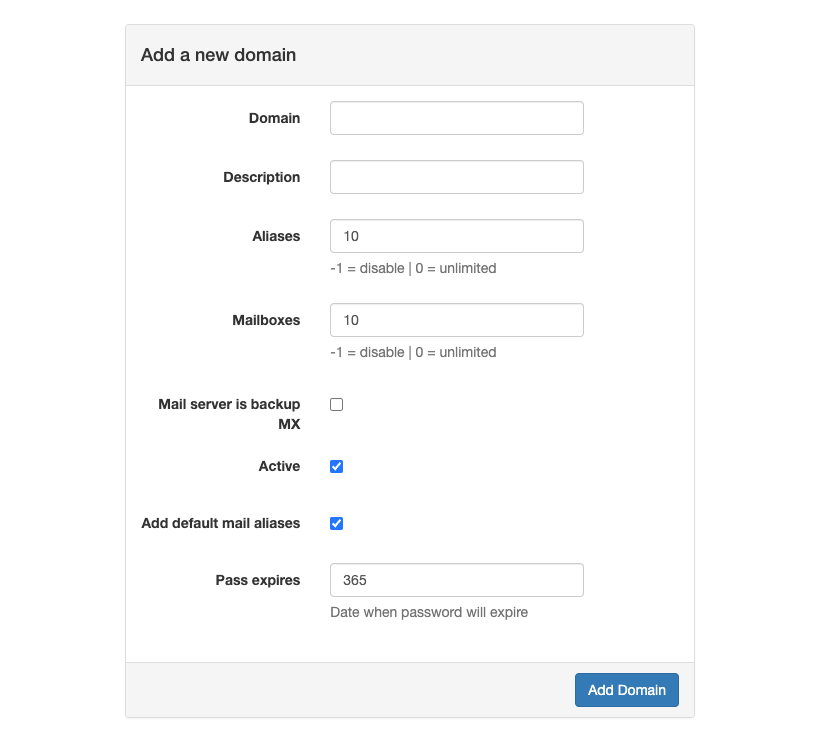 Add a new domain
Domain
Description
Aliases
10
-1 = disable | 0 = unlimited
Mailboxes
10
-1 = disable | 0 = unlimited
Mail server is backup
MX
Active
Add default mail aliases
Pass expires
365
Date when password will expire
Add Domain